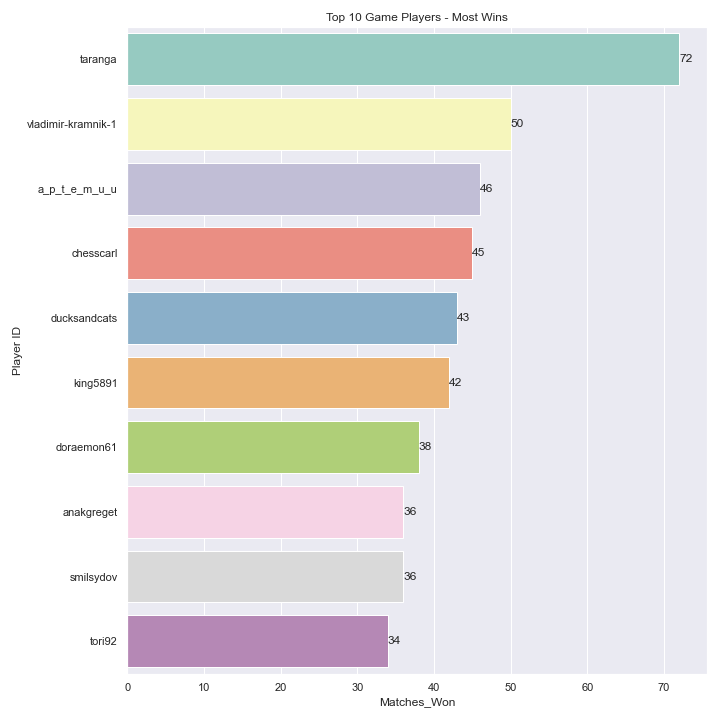 Top 10 Game Players - Most Wins
taranga
72
vladimir-kramnik-1
50
a_p_t_e_m_u_u
46
chesscarl
45
ducksandcats
43
king5891
42
doraemon61
38
anakgreget
36
smilsydov
36
tori92
34
Player ID
0 10 20 30 40 50 60 70
Matches_Won